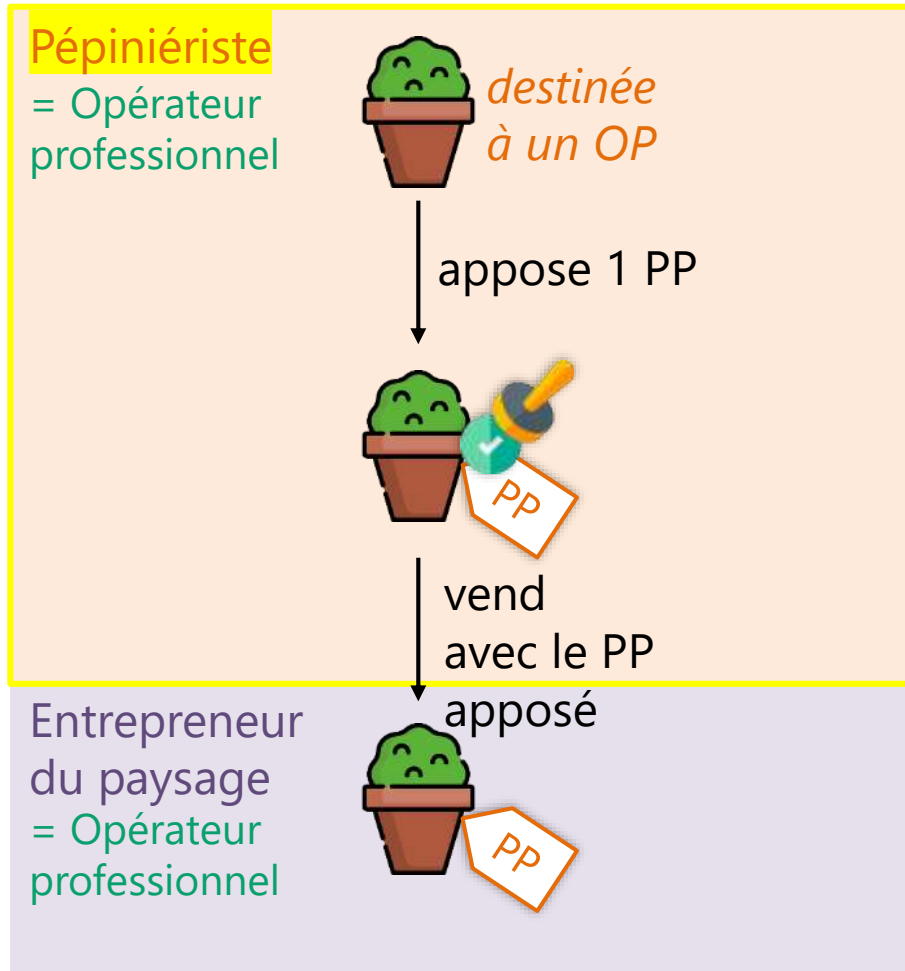 Pépiniériste
= Opérateur
professionnel
destinée
à un OP
appose 1 PP
PP
vend
avec le PP
apposé
Entrepreneur
du paysage
= Opérateur
professionnel
PP